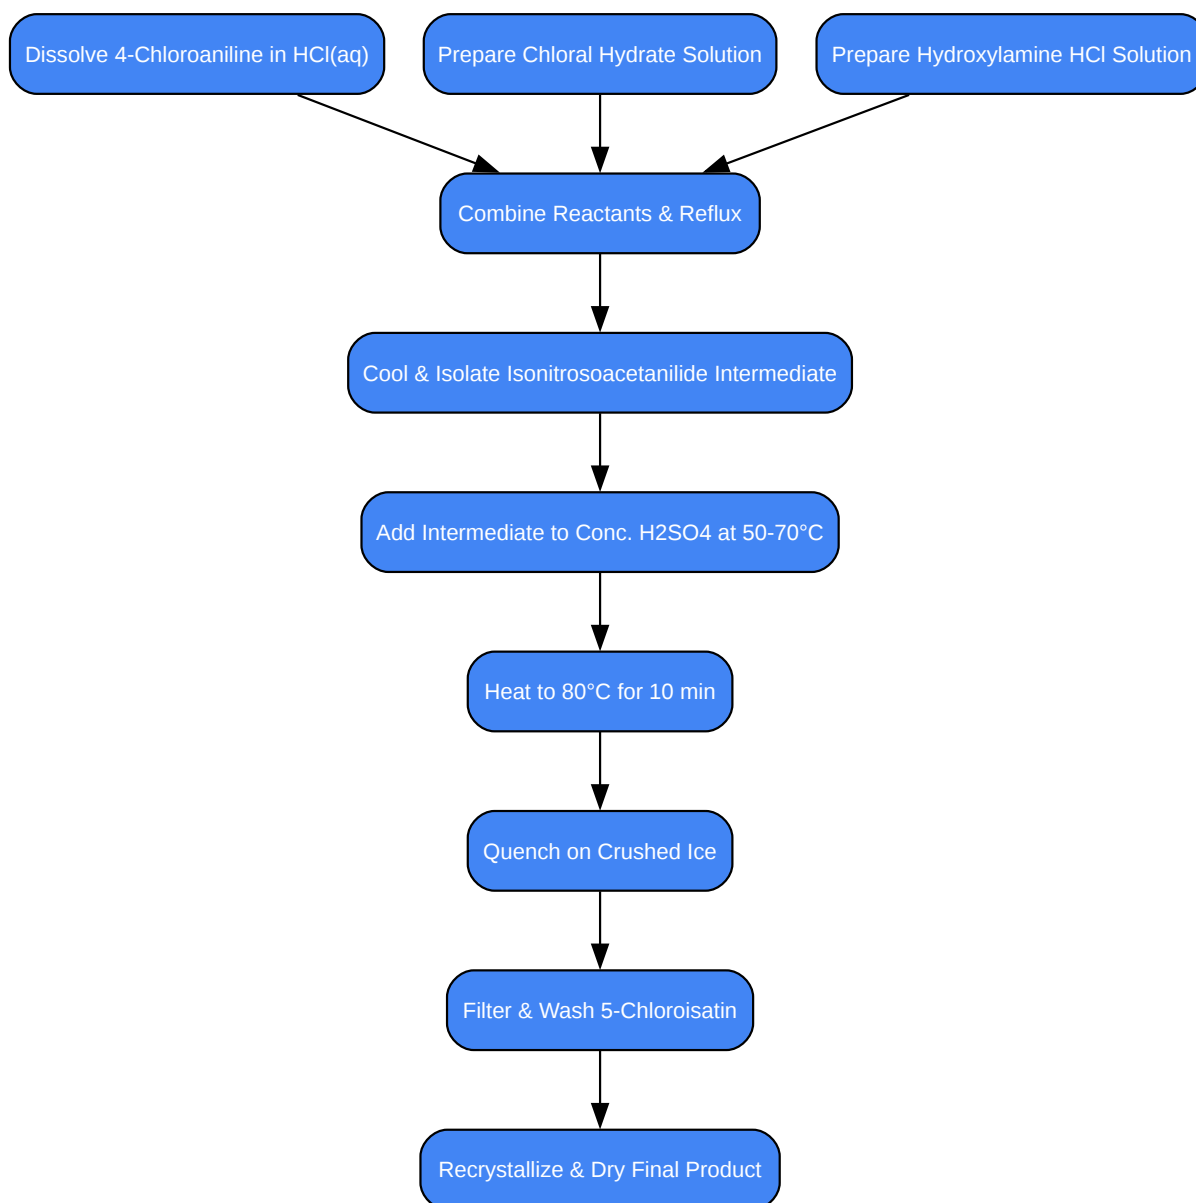 Dissolve 4-Chloroaniline in HCl(aq)
Prepare Chloral Hydrate Solution
Prepare Hydroxylamine HCl Solution
Combine Reactants & Reflux
Cool & Isolate Isonitrosoacetanilide Intermediate
Add Intermediate to Conc. H2SO4 at 50-70°C
Heat to 80°C for 10 min
Quench on Crushed Ice
Filter & Wash 5-Chloroisatin
Recrystallize & Dry Final Product